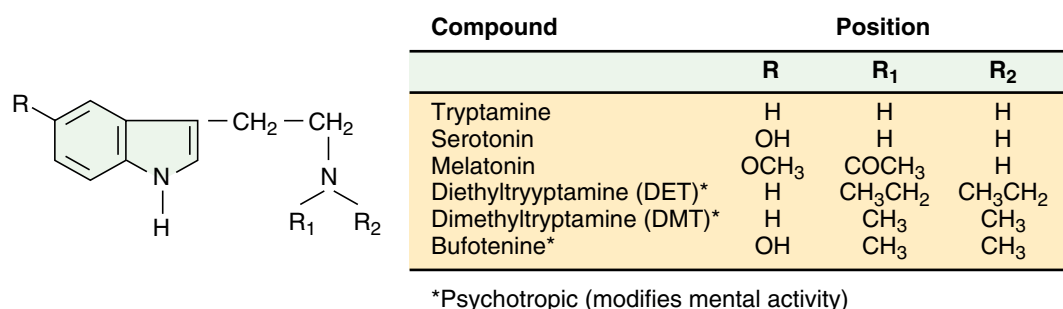 Compound Position
R R₁ R₂
Tryptamine H H H
Serotonin OH H H
Melatonin OCH₃ COCH₃ H
Diethyltryyptamine (DET)* H CH₃CH₂ CH₃CH₂
Dimethyltryptamine (DMT)* H CH₃ CH₃
Bufotenine* OH CH₃ CH₃
*Psychotropic (modifies mental activity)
R
CH₂ CH₂
N N
H R₁ R₂